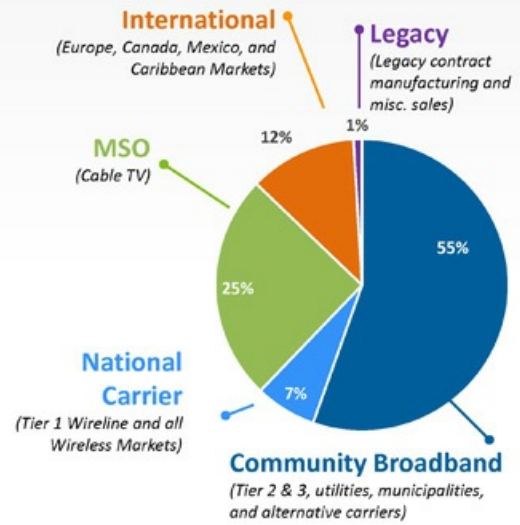 International
(Europe, Canada, Mexico, and
Caribbean Markets)
Legacy
(Legacy contract
manufacturing and
misc. sales)
12%
1%
MSO
(Cable TV)
55%
25%
National
Carrier
(Tier 1 Wireline and all
Wireless Markets)
7%
Community Broadband
(Tier 2 & 3, utilities, municipalities,
and alternative carriers)